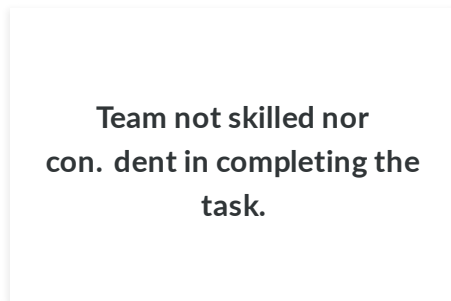 Team not skilled nor
con. dent in completing the
task.